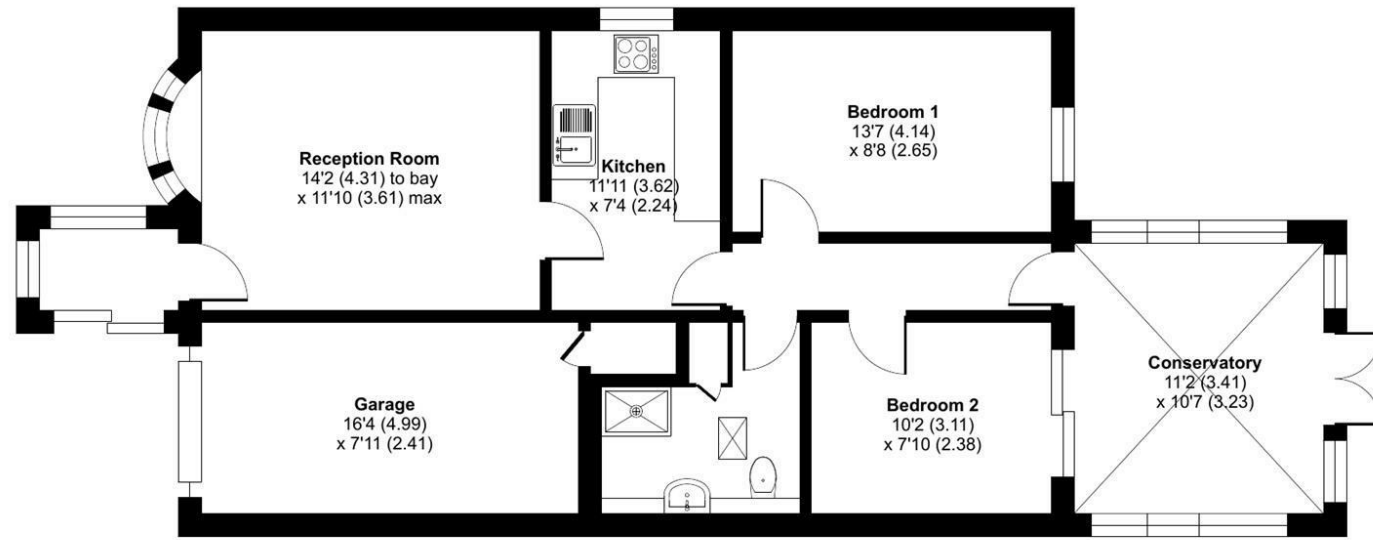 Reception Room
14'2 (4.31) to bay
x 11'10 (3.61) max
Kitchen
11'11 (3.62)
x 7'4 (2.24)
Bedroom 1
13'7 (4.14)
x 8'8 (2.65)
Garage
16'4 (4.99)
x 7'11 (2.41)
Bedroom 2
10'2 (3.11)
x 7'10 (2.38)
Conservatory
11'2 (3.41)
x 10'7 (3.23)